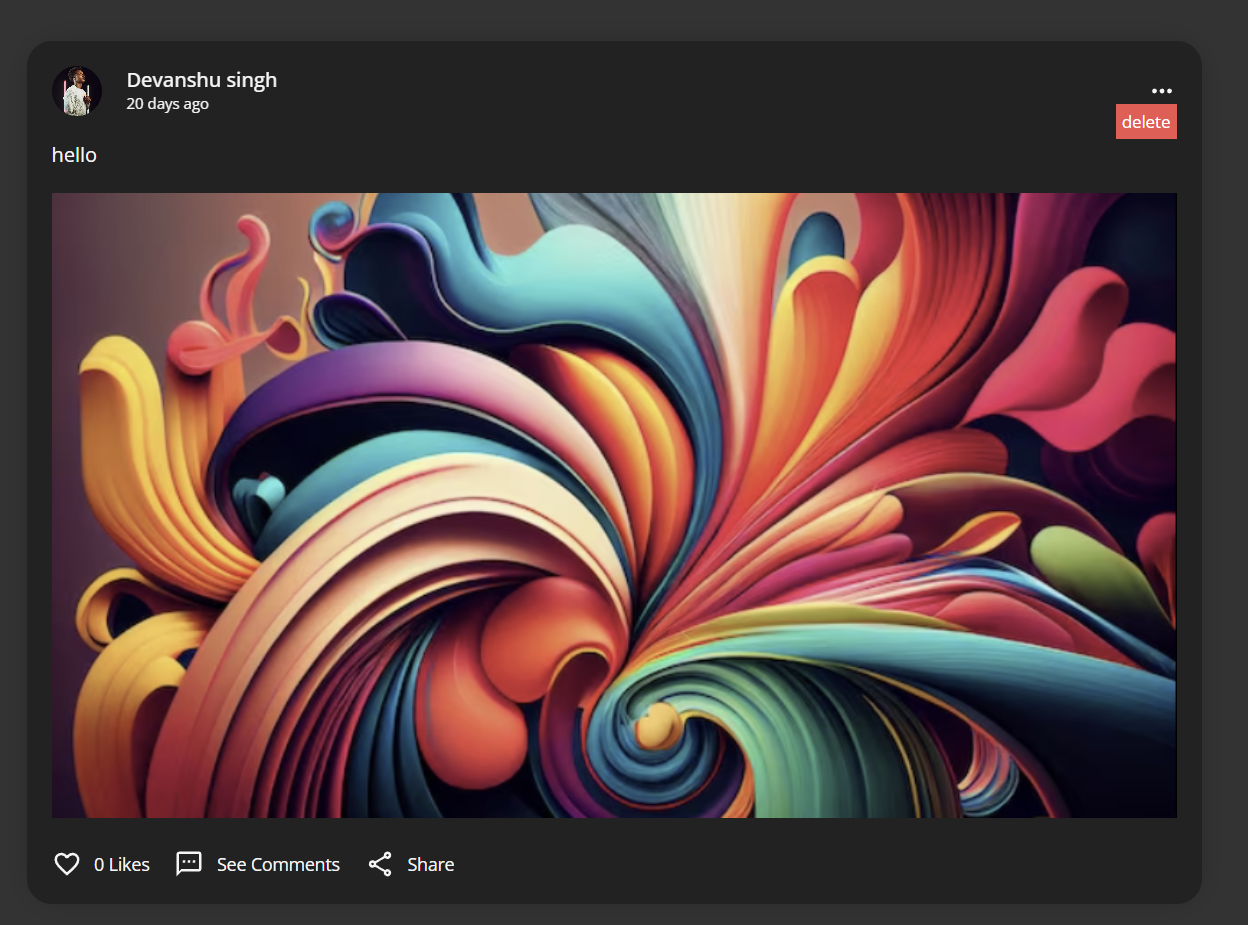 Devanshu singh
20 days ago
delete
hello
0 Likes
See Comments
Share